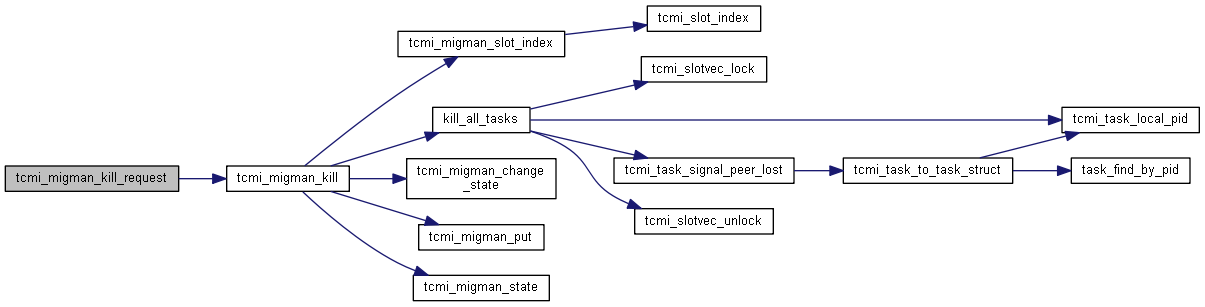 tcmi_slot_index
tcmi_migman_slot_index
tcmi_slotvec_lock
kill_all_tasks
tcmi_task_local_pid
tcmi_migman_kill_request
tcmi_migman_kill
tcmi_migman_change
_state
tcmi_task_signal_peer_lost
tcmi_task_to_task_struct
task_find_by_pid
tcmi_slotvec_unlock
tcmi_migman_put
tcmi_migman_state